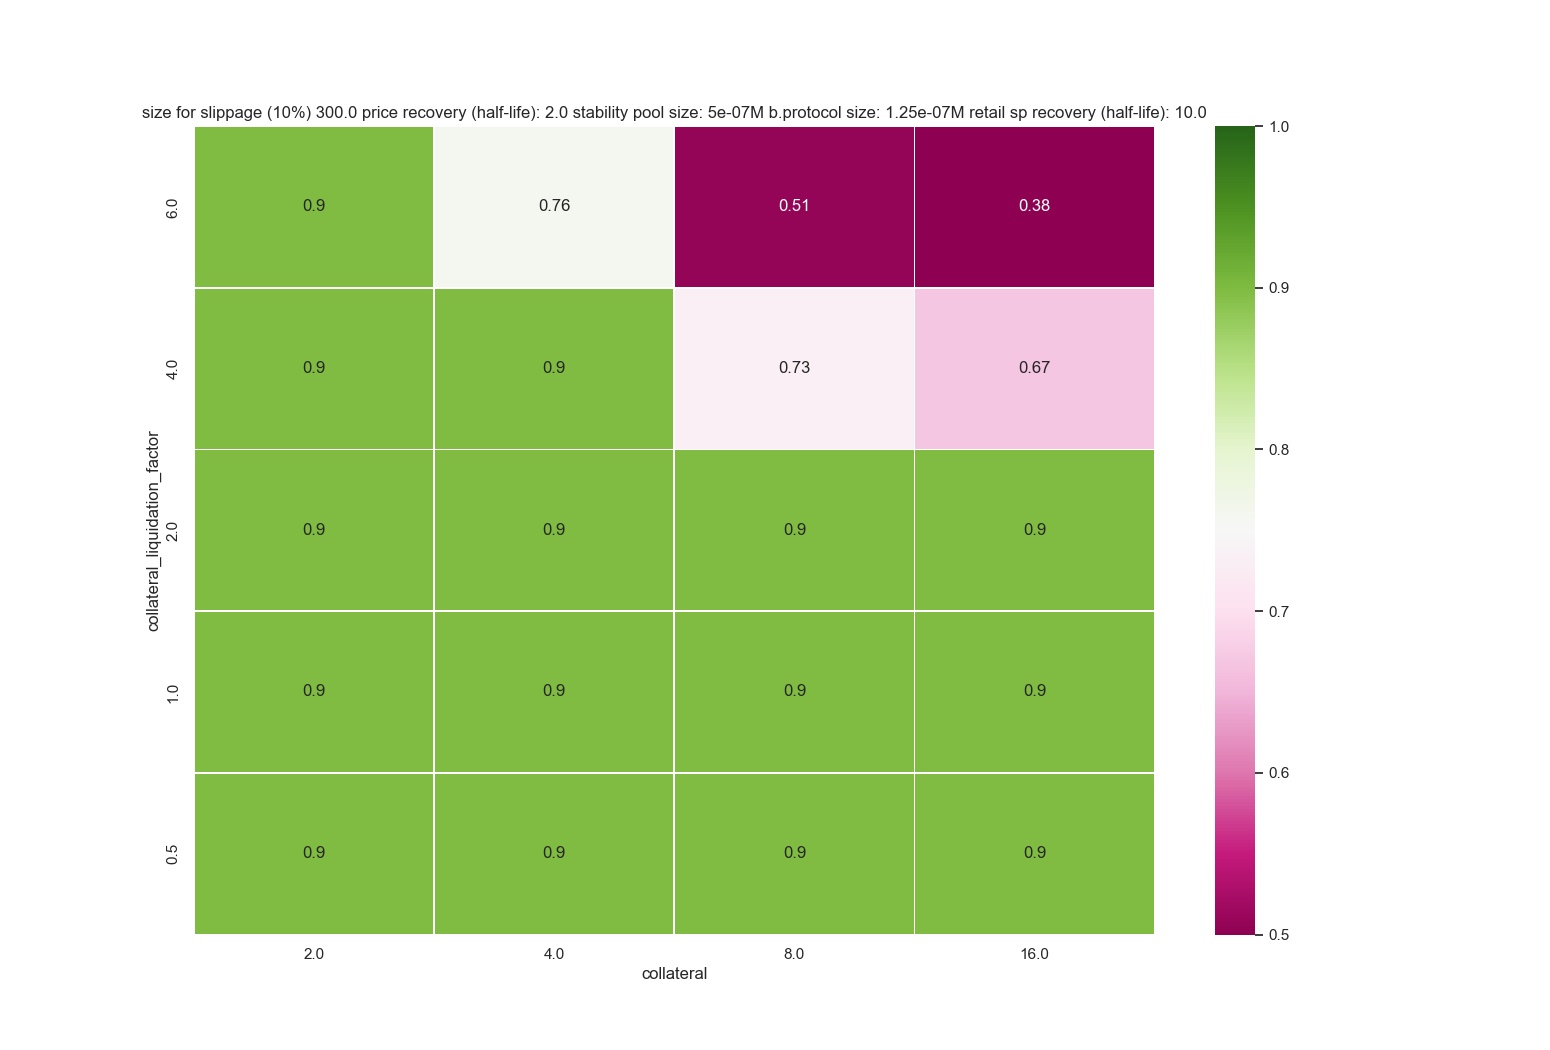 size for slippage (10%) 300.0 price recovery (half-life): 2.0 stability pool size: 5e-07M b.protocol size: 1.25e-07M retail sp recovery (half-life): 10.0
collateral_liquidation_factor
6.0
0.9 0.76 0.51 0.38
4.0
0.9 0.9 0.73 0.67
2.0
0.9 0.9 0.9 0.9
1.0
0.9 0.9 0.9 0.9
0.5
0.9 0.9 0.9 0.9
2.0 4.0 8.0 16.0
collateral
1.0
0.9
0.8
0.7
0.6
0.5